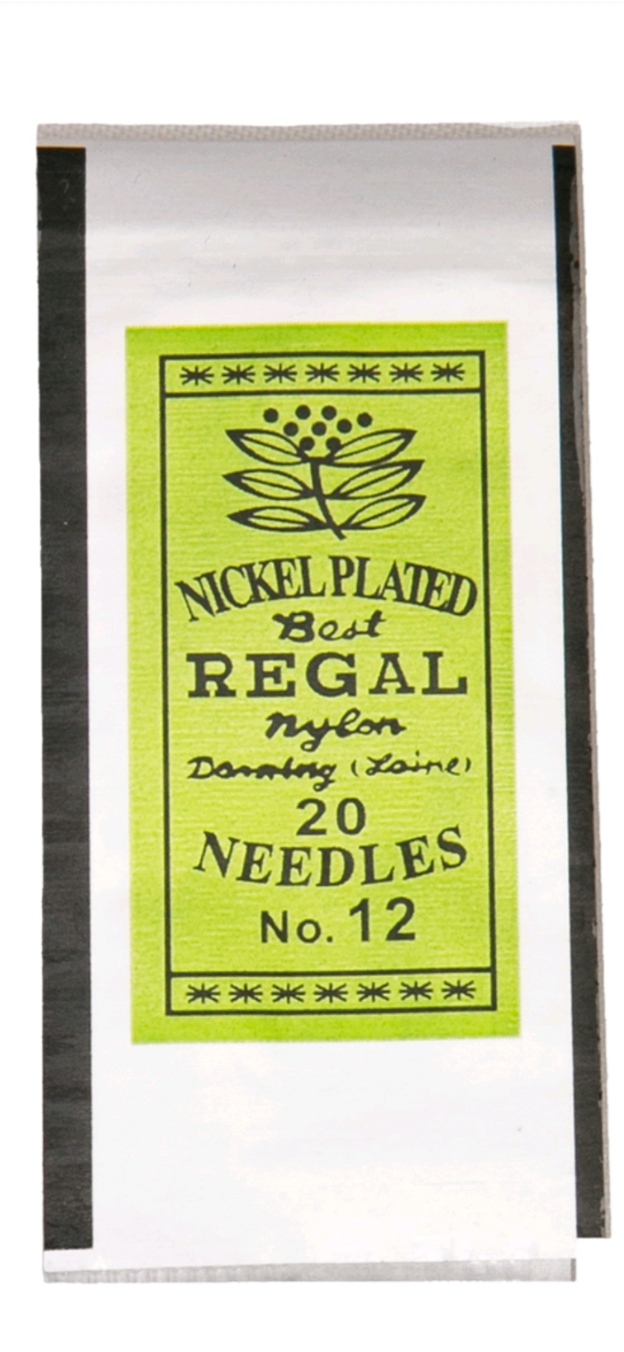 NICKEL PLATED
Best
REGAL
Nylon
Darning (Laine)
20
NEEDLES
No. 12